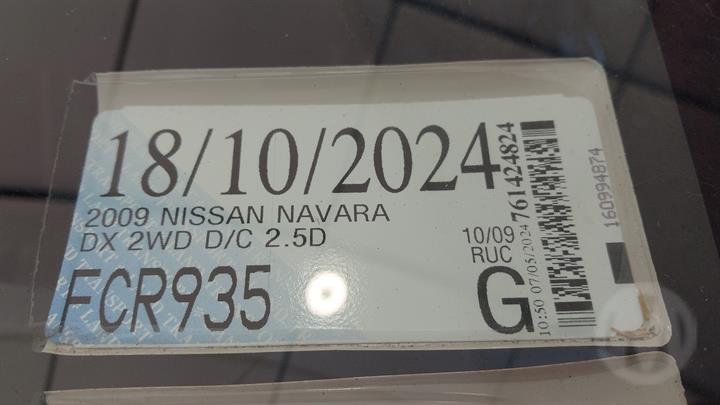 18/10/2024
2009 NISSAN NAVARA
DX 2WD D/C 2.5D
10/09
RUC
FCR935
G
10:50 07/05/2024
761424824
160994874